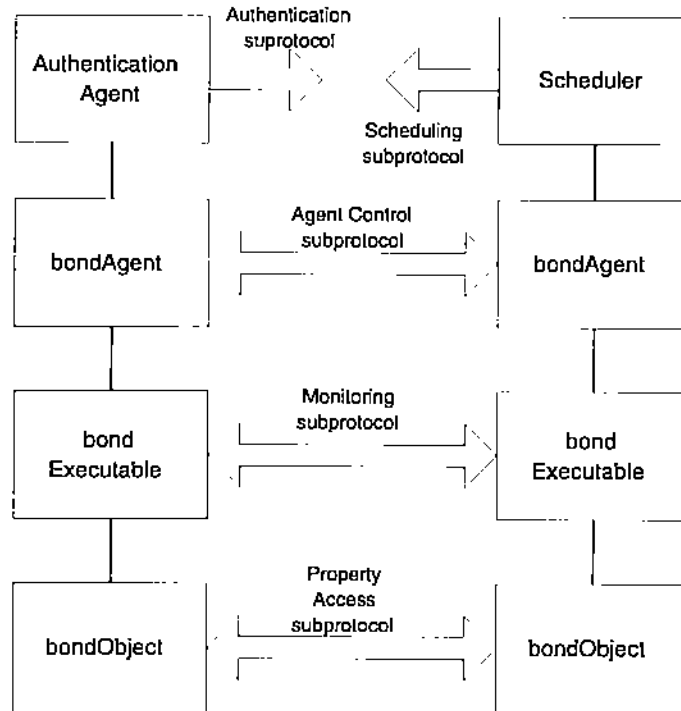 Authentication
suprotocol
Authentication
Agent
Scheduler
Scheduling
subprotocol
Agent Control
subprotocol
bondAgent
bondAgent
Monitoring
subprotocol
bond
Executable
bond
Executable
Property
Access
subprotocol
bondObject
bondObject